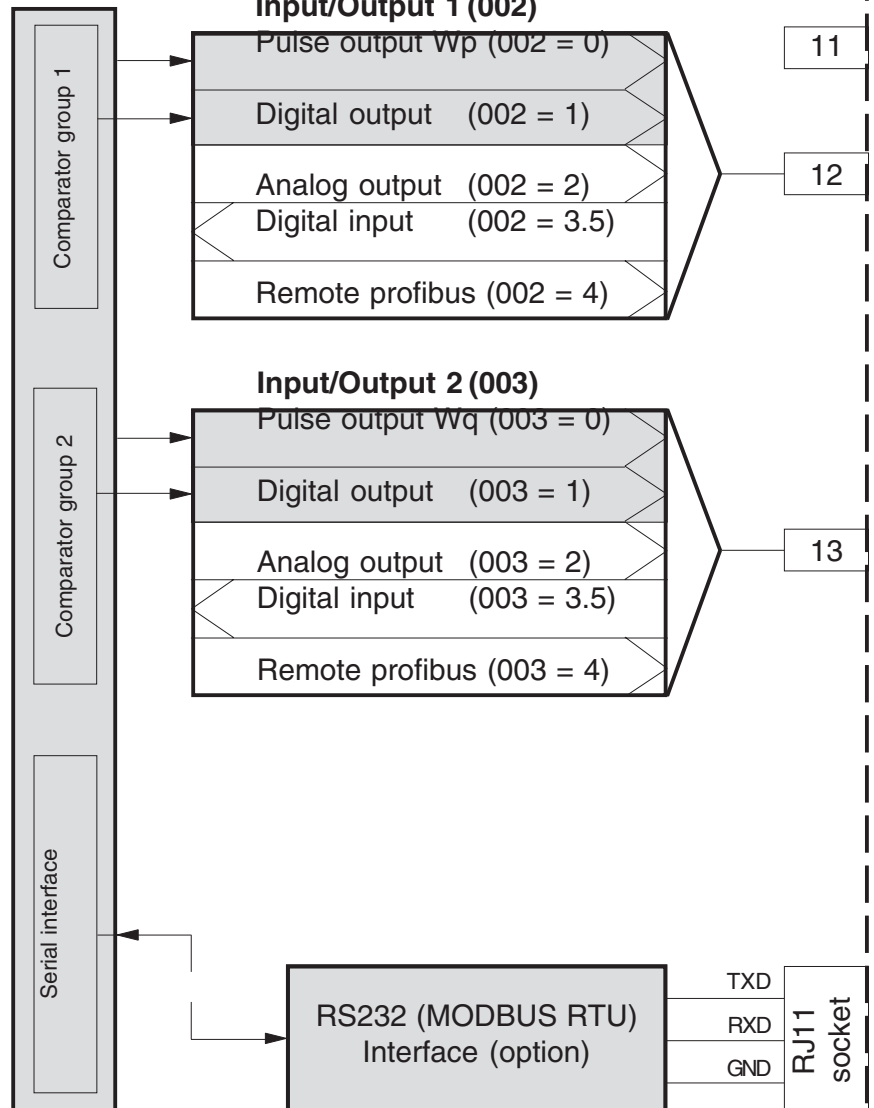 Input/Output 1 (002)
Pulse output Wp (002 = 0)
Digital output (002 = 1)
Analog output (002 = 2)
Digital input (002 = 3.5)
Remote profibus (002 = 4)
Comparator group 1
11
12
Input/Output 2 (003)
Pulse output Wq (003 = 0)
Digital output (003 = 1)
Analog output (003 = 2)
Digital input (003 = 3.5)
Remote profibus (003 = 4)
Comparator group 2
13
Serial interface
RS232 (MODBUS RTU)
Interface (option)
TXD
RXD
GND
RJ11
socket